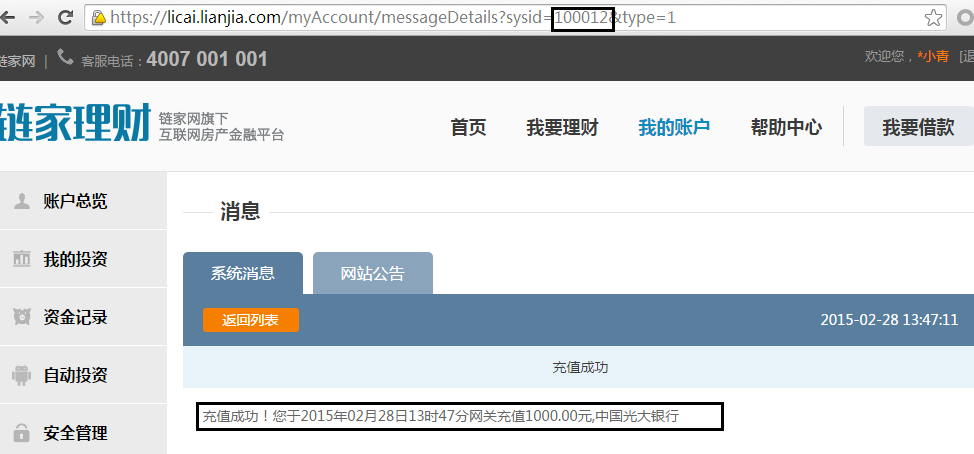 https://licai.lianjia.com/myAccount/messageDetails?sysid=100012&type=1
链家网 | 客服电话：4007 001 001 欢迎您，*小青 [退
链家理财 链家网旗下
互联网房产金融平台
首页 我要理财 我的账户 帮助中心 我要借款
账户总览
我的投资
资金记录
自动投资
安全管理
消息
系统消息 网站公告
返回列表 2015-02-28 13:47:11
充值成功
充值成功！您于2015年02月28日13时47分网关充值1000.00元,中国光大银行